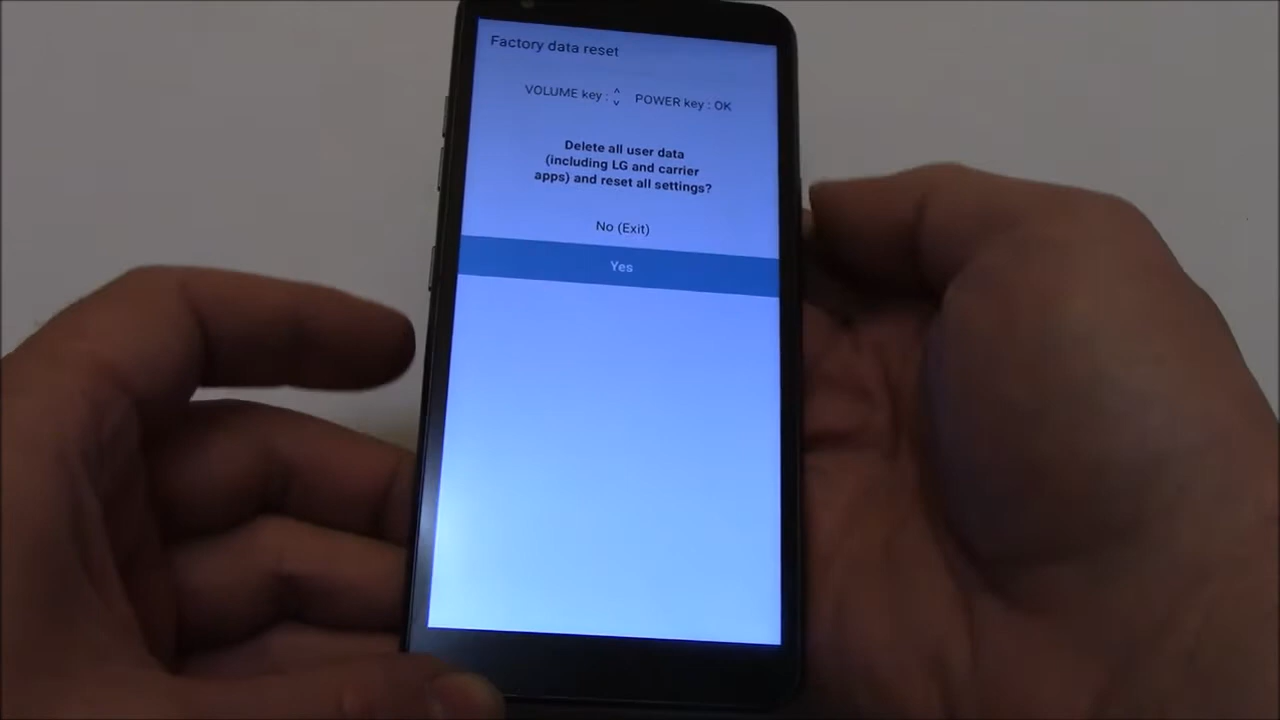 Factory data reset
VOLUME key : ^ v POWER key : OK
Delete all user data
(including LG and carrier
apps) and reset all settings?
No (Exit)
Yes